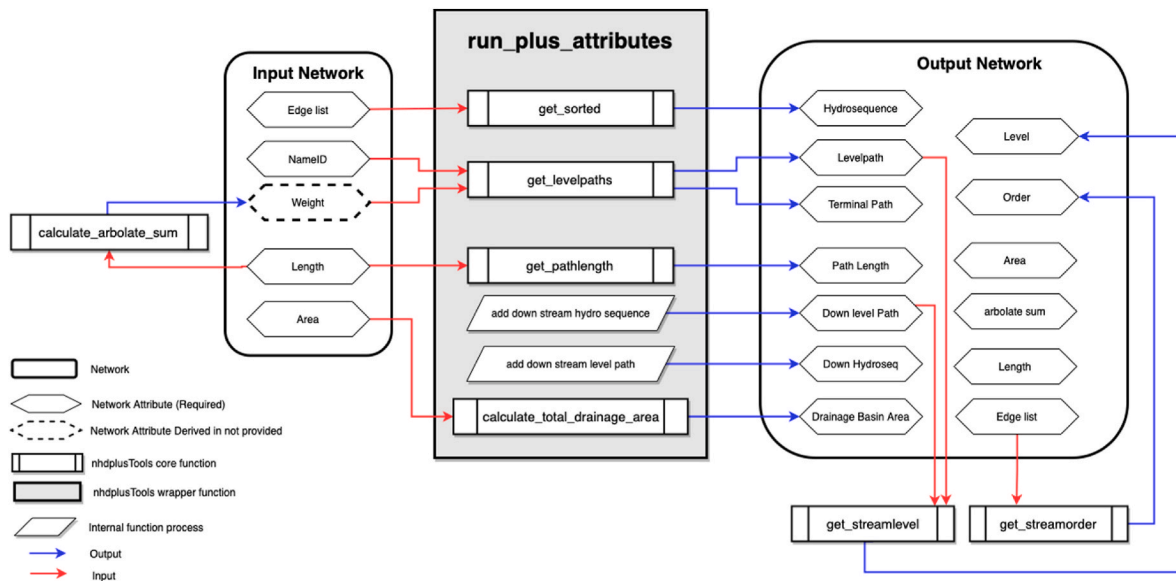 run_plus_attributes
Input Network
Output Network
Edge list
get_sorted
Hydrosequence
Level
NameID
get_levelpaths
Levelpath
Weight
Terminal Path
Order
calculate_arbolate_sum
Length
get_pathlength
Path Length
Area
Area
add down stream hydro sequence
Down level Path
arbolate sum
add down stream level path
Down Hydroseq
Length
calculate_total_drainage_area
Drainage Basin Area
Edge list
get_streamlevel
get_streamorder
Network
Network Attribute (Required)
Network Attribute Derived in not provided
nhdplusTools core function
nhdplusTools wrapper function
Internal function process
Output
Input